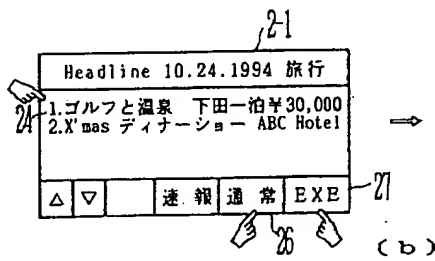 2-1
Headline 10.24.1994 旅行
24
1.ゴルフと温泉 下田一泊¥30,000
2.X'mas ディナーショー ABC Hotel
△ ▽ 速報 通常 EXE
27
26
(b)